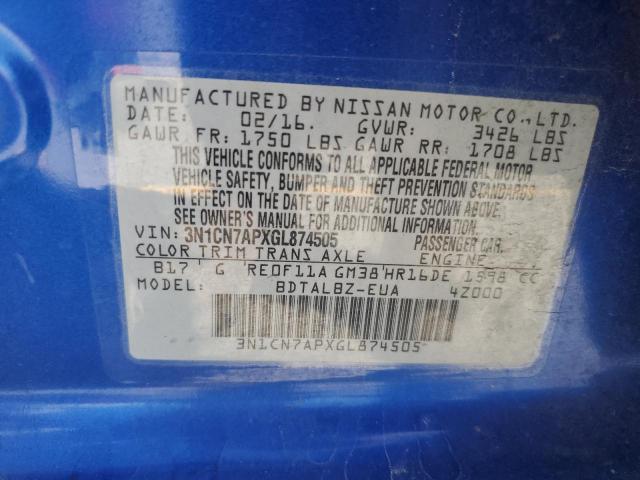 MANUFACTURED BY NISSAN MOTOR CO., LTD.
DATE: 02/16. GVWR: 3426 LBS
GAWR FR: 1750 LBS GAWR RR: 1708 LBS
THIS VEHICLE CONFORMS TO ALL APPLICABLE FEDERAL MOTOR
VEHICLE SAFETY, BUMPER AND THEFT PREVENTION STANDARDS
IN EFFECT ON THE DATE OF MANUFACTURE SHOWN ABOVE.
SEE OWNER'S MANUAL FOR ADDITIONAL INFORMATION.
VIN: 3N1CN7APXGL874505 PASSENGER CAR.
COLOR TRIM TRANS AXLE ENGINE
B17 G RE0F11A GM38 HR16DE 1598 CC
MODEL: BDTALBZ-EUA 4Z000
3N1CN7APXGL874505